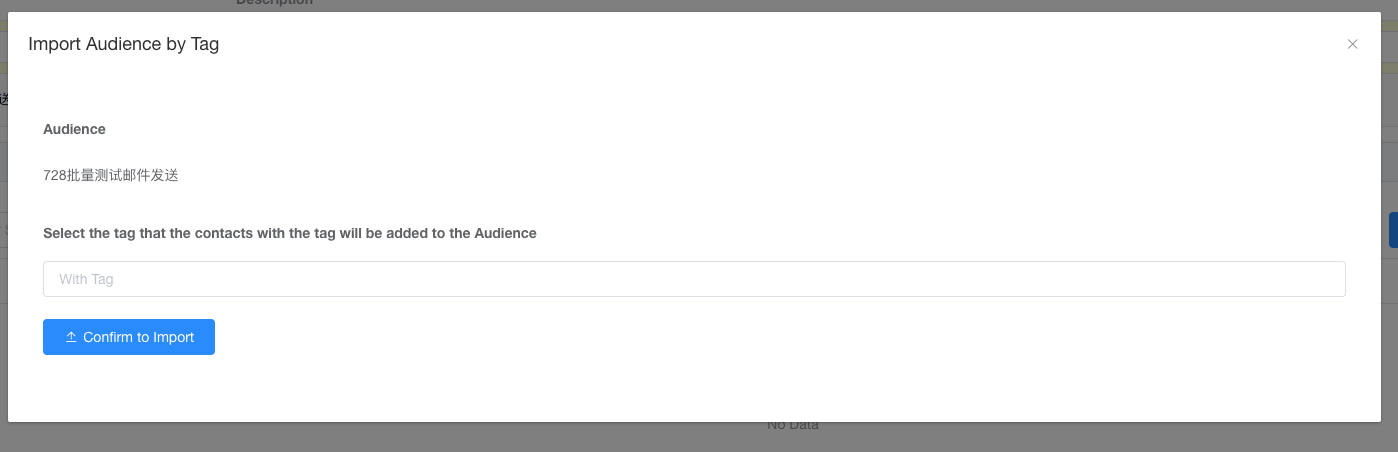 Description
Import Audience by Tag
送
Audience
728批量测试邮件发送
Select the tag that the contacts with the tag will be added to the Audience
With Tag
Confirm to Import
No Data